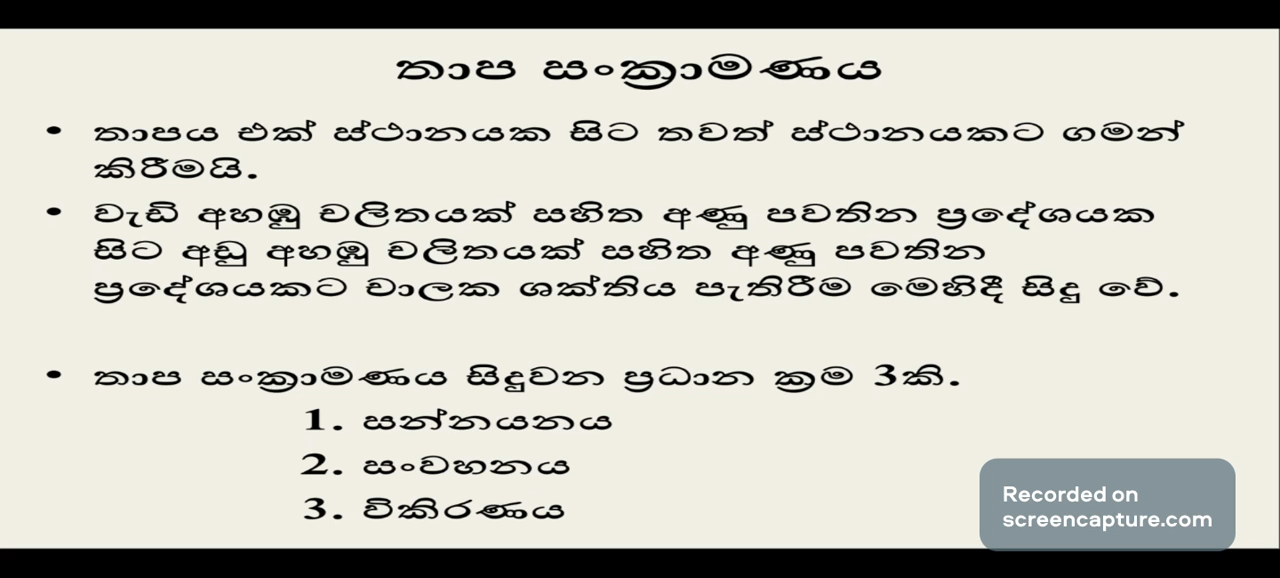 තාප සංක්‍රාමණය
• තාපය එක් ස්ථානයක සිට තවත් ස්ථානයකට ගමන්
කිරීමයි.
• වැඩි අහඹු චලිතයක් සහිත අණු පවතින ප්‍රදේශයක
සිට අඩු අහඹු චලිතයක් සහිත අණු පවතින
ප්‍රදේශයකට චාලක ශක්තිය පැතිරීම මෙහිදී සිදු වේ.
• තාප සංක්‍රාමණය සිදුවන ප්‍රධාන ක්‍රම 3කි.
1. සන්නයනය
2. සංවහනය
3. විකිරණය
Recorded on
screencapture.com